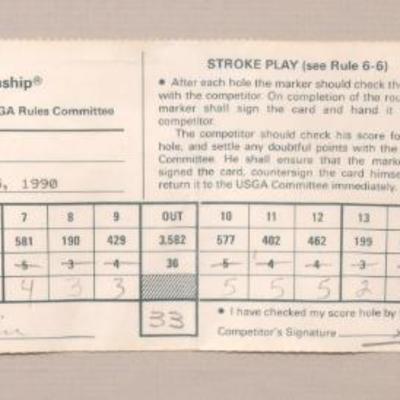 STROKE PLAY (see Rule 6-6)
nship®
● After each hole the marker should check the
with the competitor. On completion of the rou
GA Rules Committee
marker shall sign the card and hand it
competitor.
The competitor should check his score fo
hole, and settle any doubtful points with the
Committee. He shall ensure that the marke
signed the card, countersign the card himse
, 1990
return it to the USGA Committee immediately.
7 8 9 OUT 10 11 12 13
581 190 429 3,582 577 402 462 199
5 3 4 36 5 4 4 3
4 3 3 5 5 5 2
33
● I have checked my score hole by
Competitor's Signature